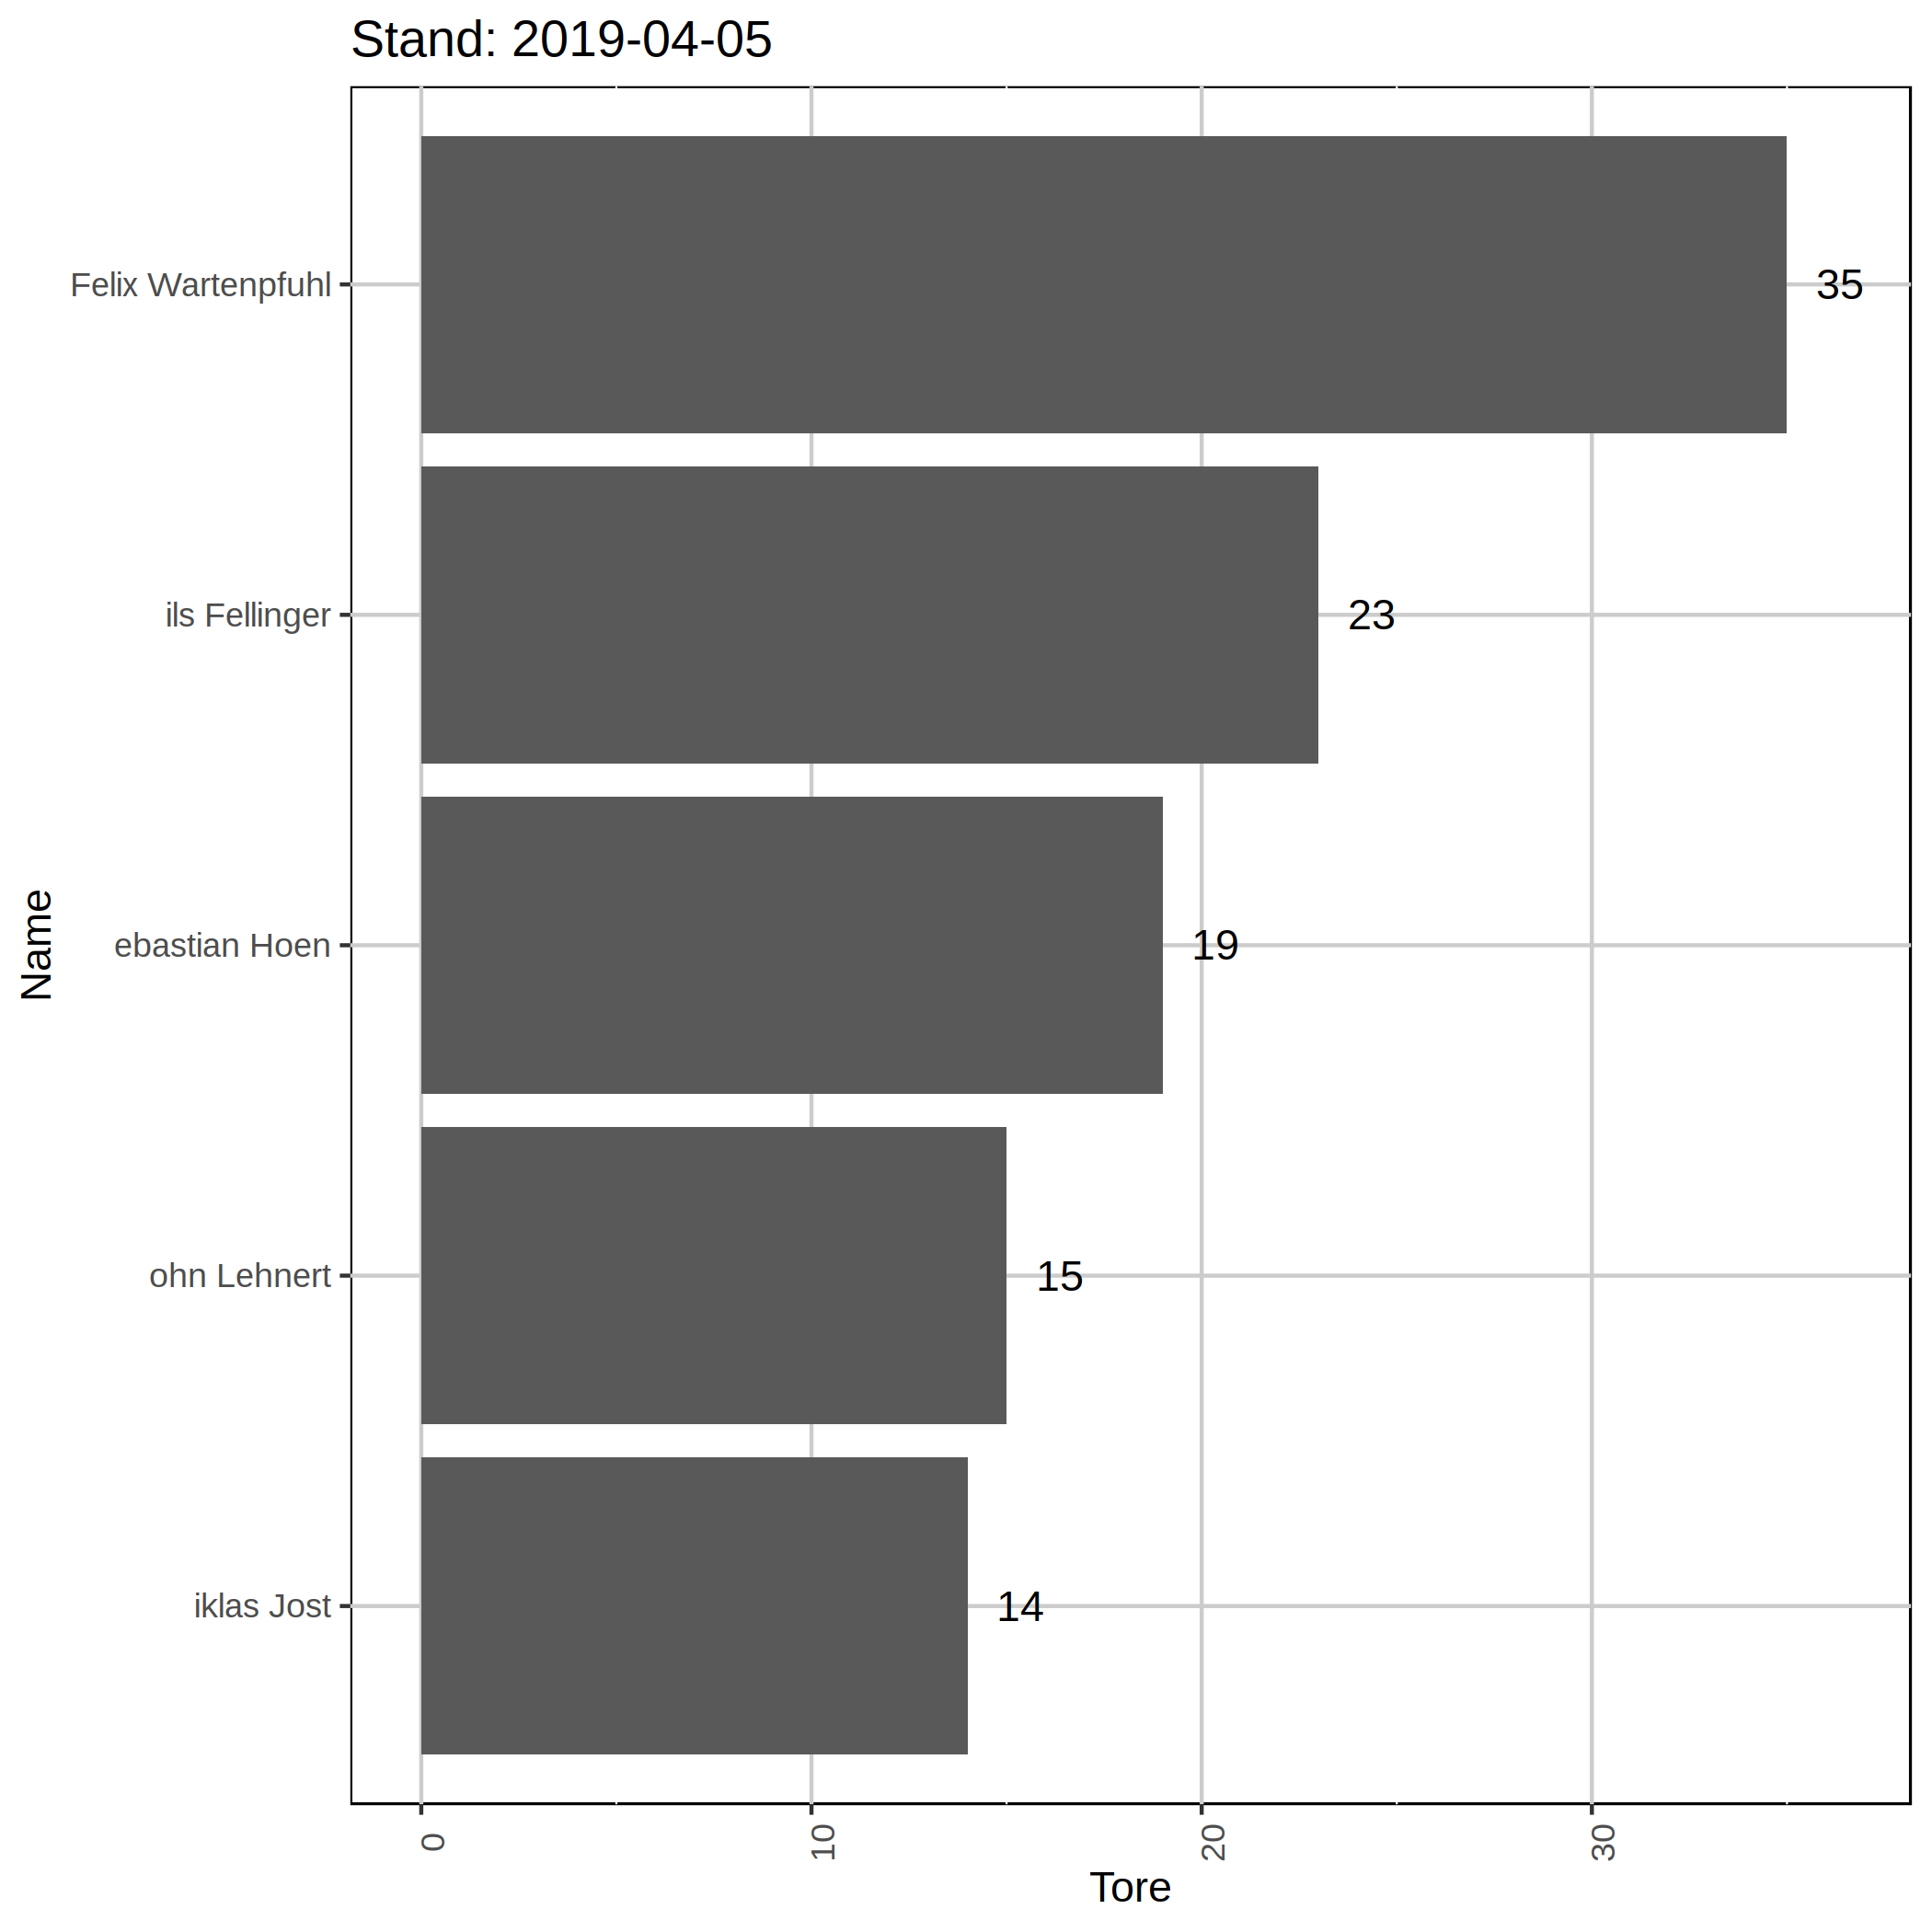 Stand: 2019-04-05
Felix Wartenpfuhl
35
ils Fellinger
23
ebastian Hoen
19
ohn Lehnert
15
iklas Jost
14
Name
0
10
20
30
Tore